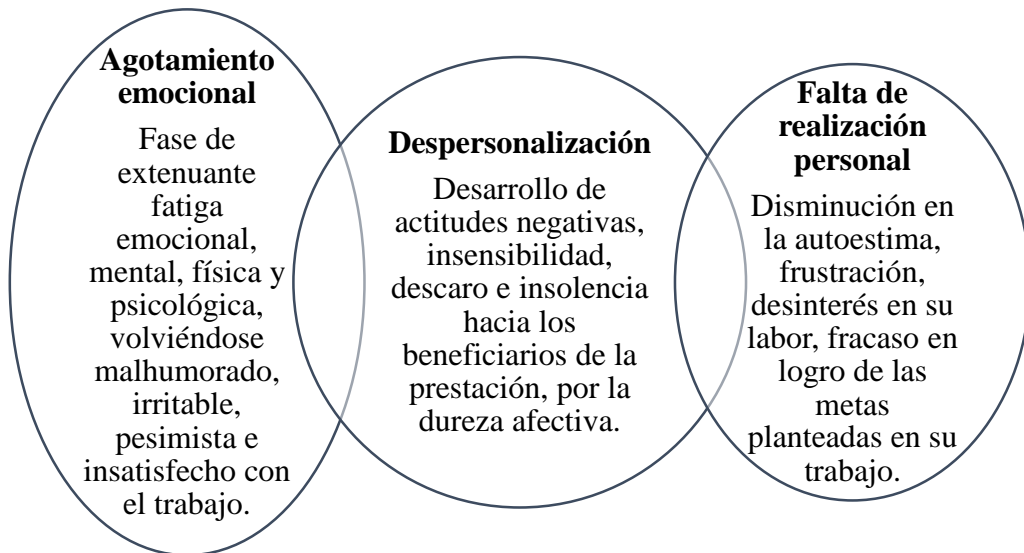 Agotamiento
emocional
Fase de
extenuante
fatiga
emocional,
mental, física y
psicológica,
volviéndose
malhumorado,
irritable,
pesimista e
insatisfecho con
el trabajo.
Despersonalización
Desarrollo de
actitudes negativas,
insensibilidad,
descaro e insolencia
hacia los
beneficiarios de la
prestación, por la
dureza afectiva.
Falta de
realización
personal
Disminución en
la autoestima,
frustración,
desinterés en su
labor, fracaso en
logro de las
metas
planteadas en su
trabajo.